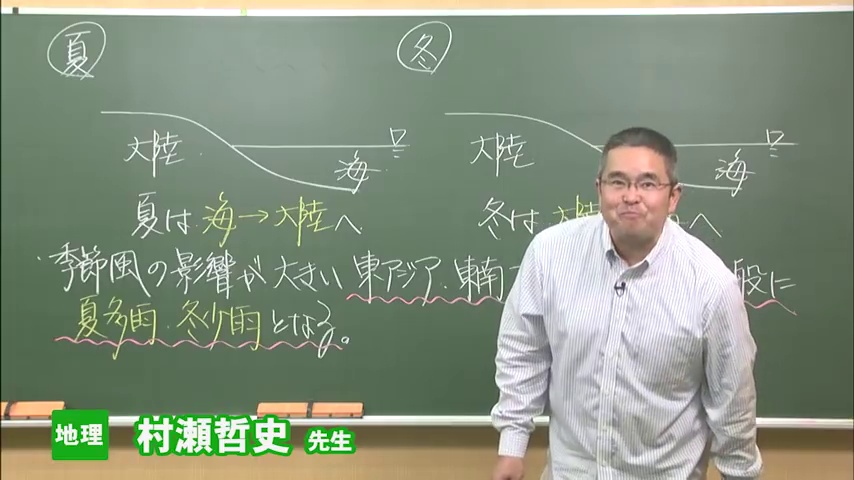 夏
冬
大陸
海
大陸
海
夏は 海→大陸へ
冬は 大陸 へ
季節風の影響が大きい東アジア・東南 般に
夏多雨・冬少雨となる。
地理 村瀬哲史 先生